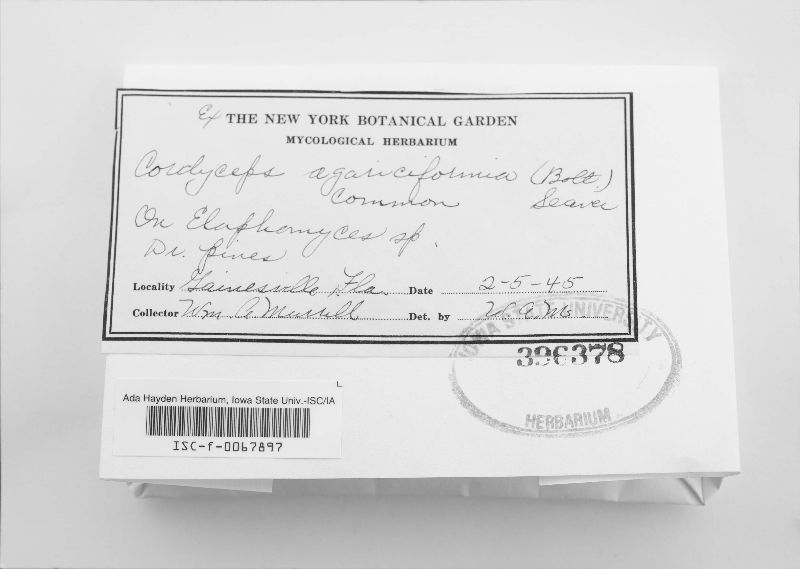 Ex THE NEW YORK BOTANICAL GARDEN
MYCOLOGICAL HERBARIUM
Cordyceps agariciformia (Bolt.)
Common Seaver
On Elaphomyces sp.
Dr. pines
Locality Gainesville, Fla. Date 2-5-45
Collector Wm. A. Murrill Det. by W. A. M.
IOWA STATE UNIVERSITY
396378
HERBARIUM
L
Ada Hayden Herbarium, Iowa State Univ.-ISC/IA
ISC-f-0067897